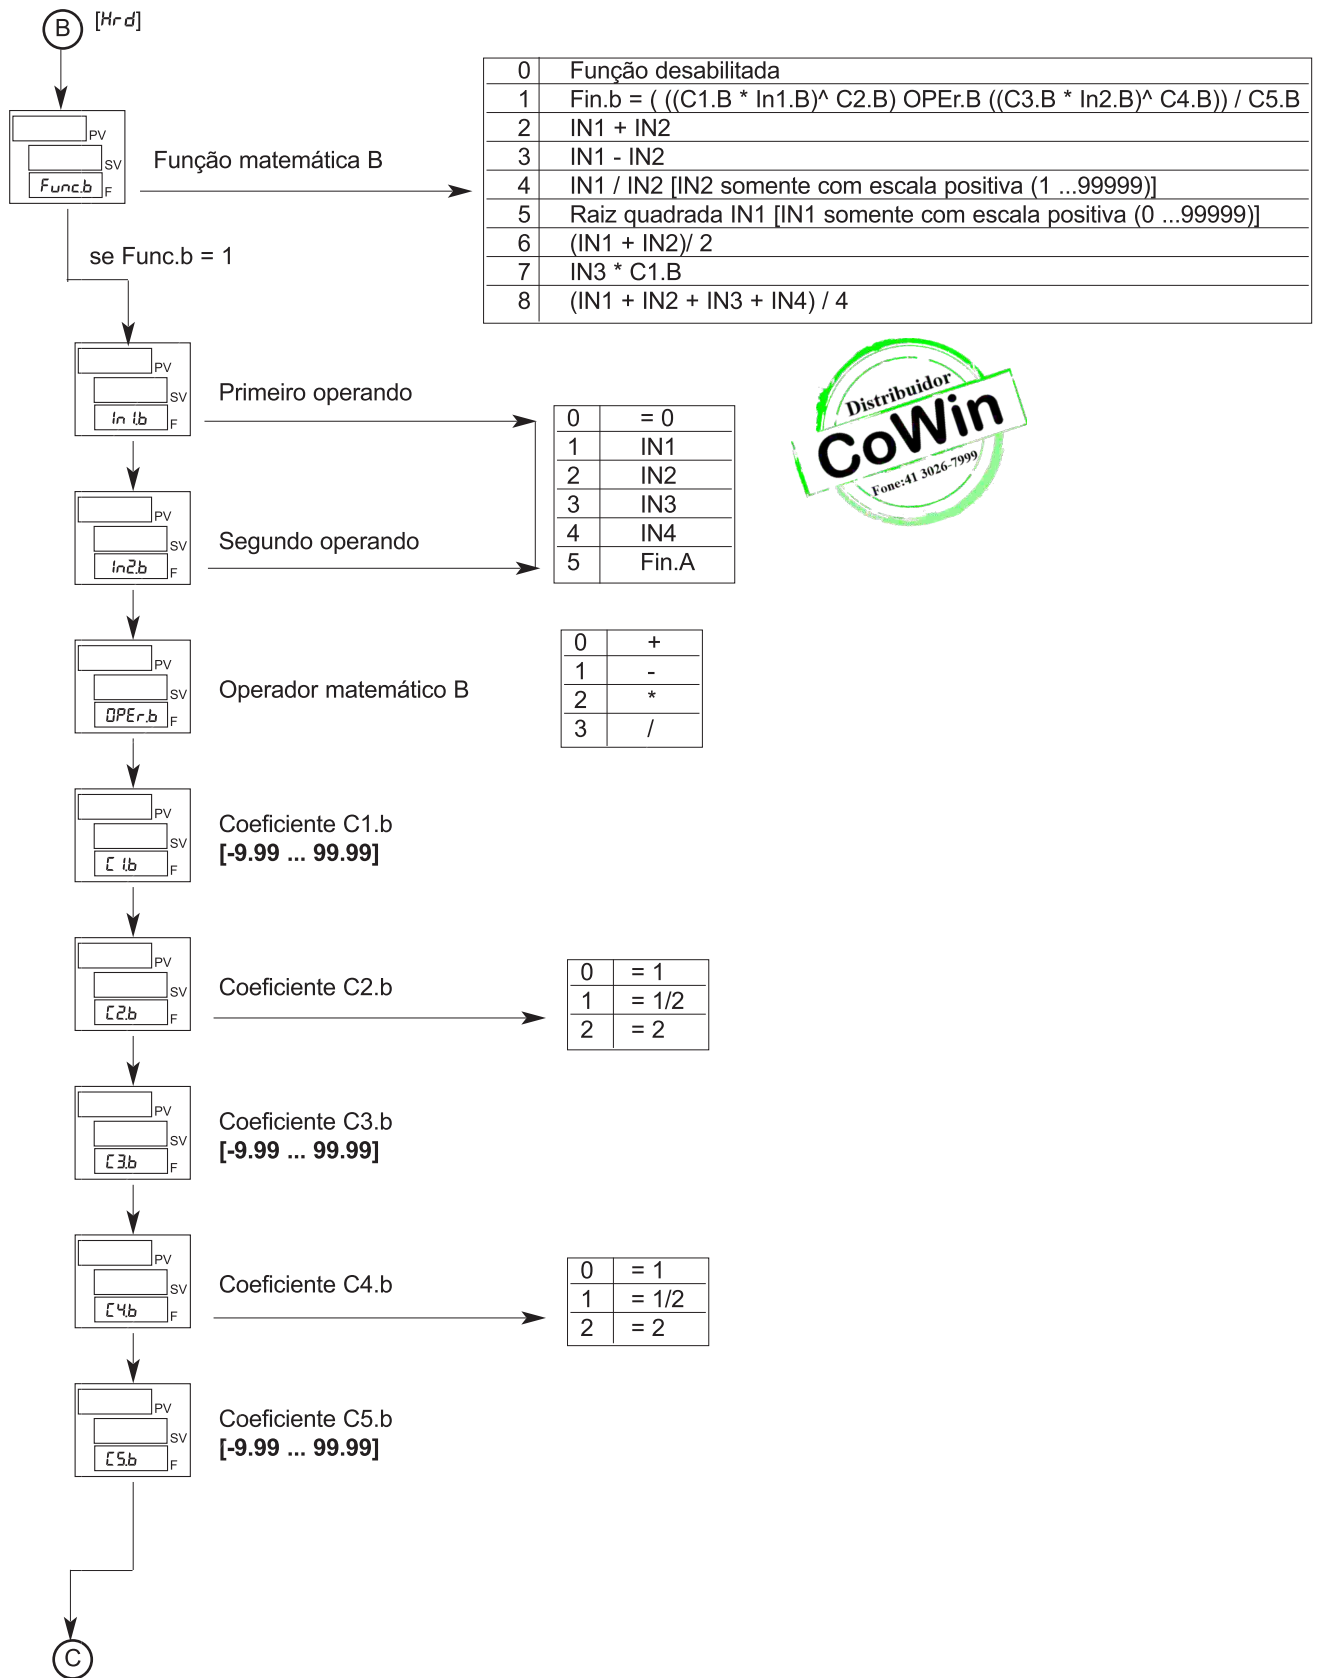 B [Hrd]
0 Função desabilitada
1 Fin.b = ( ((C1.B * In1.B)^ C2.B) OPEr.B ((C3.B * In2.B)^ C4.B)) / C5.B
2 IN1 + IN2
3 IN1 - IN2
4 IN1 / IN2 [IN2 somente com escala positiva (1 ...99999)]
5 Raiz quadrada IN1 [IN1 somente com escala positiva (0 ...99999)]
6 (IN1 + IN2)/ 2
7 IN3 * C1.B
8 (IN1 + IN2 + IN3 + IN4) / 4
PV
SV
Func.b F
Função matemática B
se Func.b = 1
PV
SV
In1.b F
Primeiro operando
0 = 0
1 IN1
2 IN2
3 IN3
4 IN4
5 Fin.A
Distribuidor
CoWin
Fone:41 3026-7999
PV
SV
In2.b F
Segundo operando
PV
SV
OPEr.b F
Operador matemático B
0 +
1 -
2 *
3 /
PV
SV
C1.b F
Coeficiente C1.b
[-9.99 ... 99.99]
PV
SV
C2.b F
Coeficiente C2.b
0 = 1
1 = 1/2
2 = 2
PV
SV
C3.b F
Coeficiente C3.b
[-9.99 ... 99.99]
PV
SV
C4.b F
Coeficiente C4.b
0 = 1
1 = 1/2
2 = 2
PV
SV
C5.b F
Coeficiente C5.b
[-9.99 ... 99.99]
C